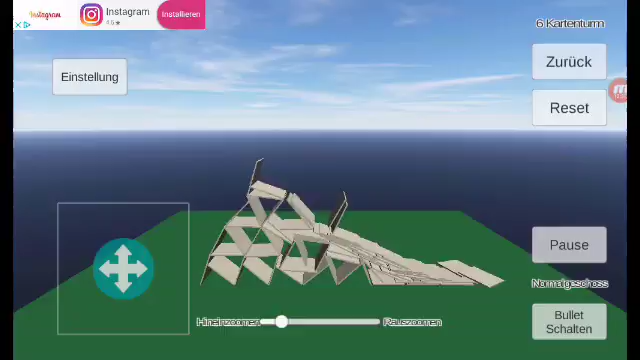 Instagram
Instagram
4.5★
Installieren
6 Kartenturm
Einstellung
Zurück
Reset
Pause
Normalgeschoss
Hineinzoomen
Rauszoomen
Bullet
Schalten